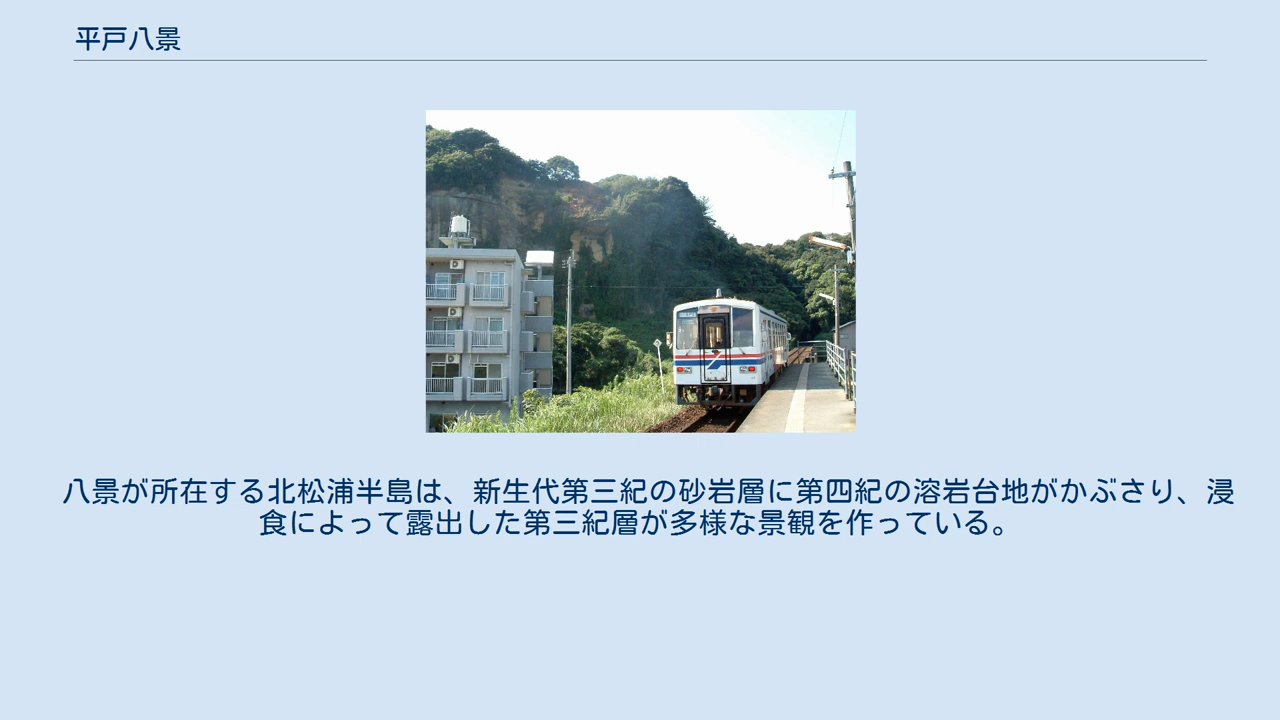 平戸八景
八景が所在する北松浦半島は、新生代第三紀の砂岩層に第四紀の溶岩台地がかぶさり、浸
食によって露出した第三紀層が多様な景観を作っている。